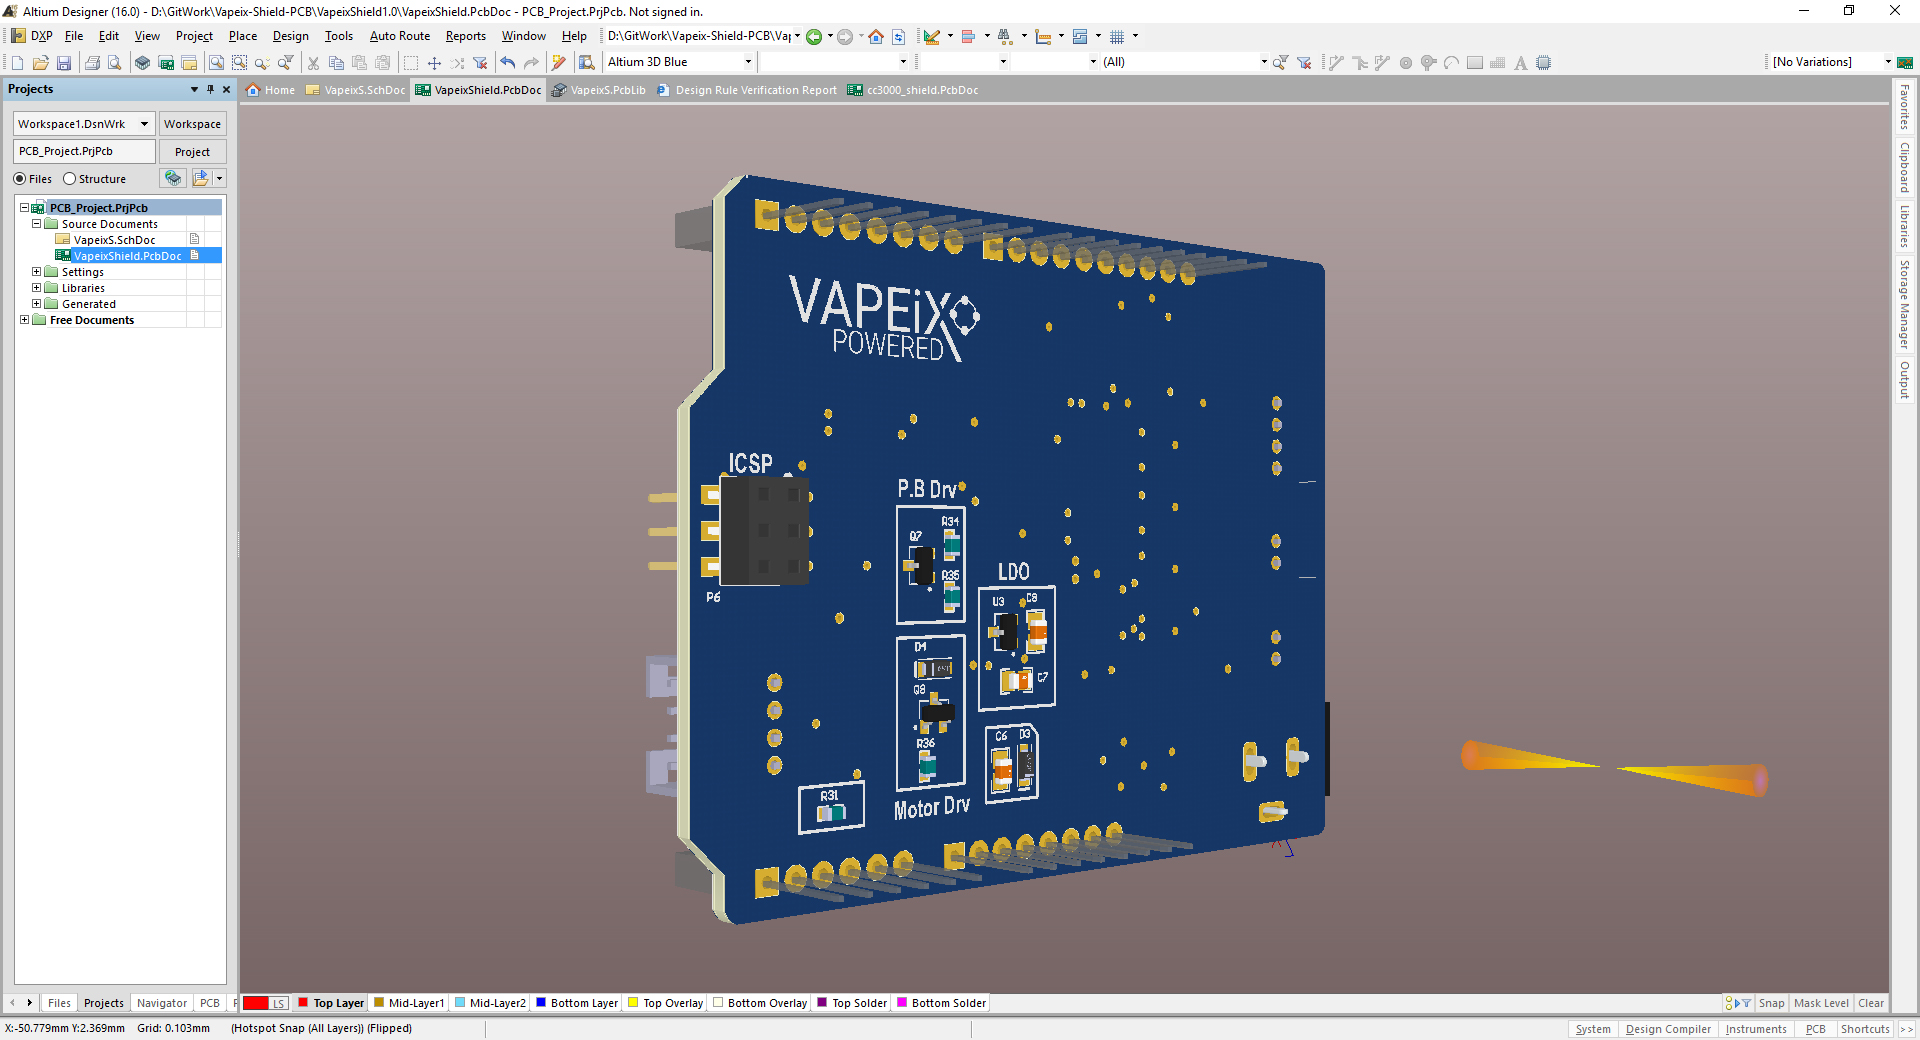 Altium Designer (16.0) - D:\GitWork\Vapeix-Shield-PCB\VapeixShield1.0\VapeixShield.PcbDoc - PCB_Project.PrjPcb. Not signed in.
DXP File Edit View Project Place Design Tools Auto Route Reports Window Help D:\GitWork\Vapeix-Shield-PCB\Vap
Altium 3D Blue (All) [No Variations]
Projects
Home VapeixS.SchDoc VapeixShield.PcbDoc VapeixS.PcbLib Design Rule Verification Report cc3000_shield.PcbDoc
Workspace1.DsnWrk Workspace
PCB_Project.PrjPcb Project
Files Structure
PCB_Project.PrjPcb
Source Documents
VapeixS.SchDoc
VapeixShield.PcbDoc
Settings
Libraries
Generated
Free Documents
VAPEiX
POWERED
ICSP
P6
P.B Drv
R34
Q7
R35
LDO
U3 C8
C7
D4
Q8
R36
C6 D3
R31
Motor Drv
Favorites
Clipboard
Libraries
Storage Manager
Output
Files Projects Navigator PCB LS Top Layer Mid-Layer1 Mid-Layer2 Bottom Layer Top Overlay Bottom Overlay Top Solder Bottom Solder Snap Mask Level Clear
X:-50.779mm Y:2.369mm Grid: 0.103mm (Hotspot Snap (All Layers)) (Flipped) System Design Compiler Instruments PCB Shortcuts >>